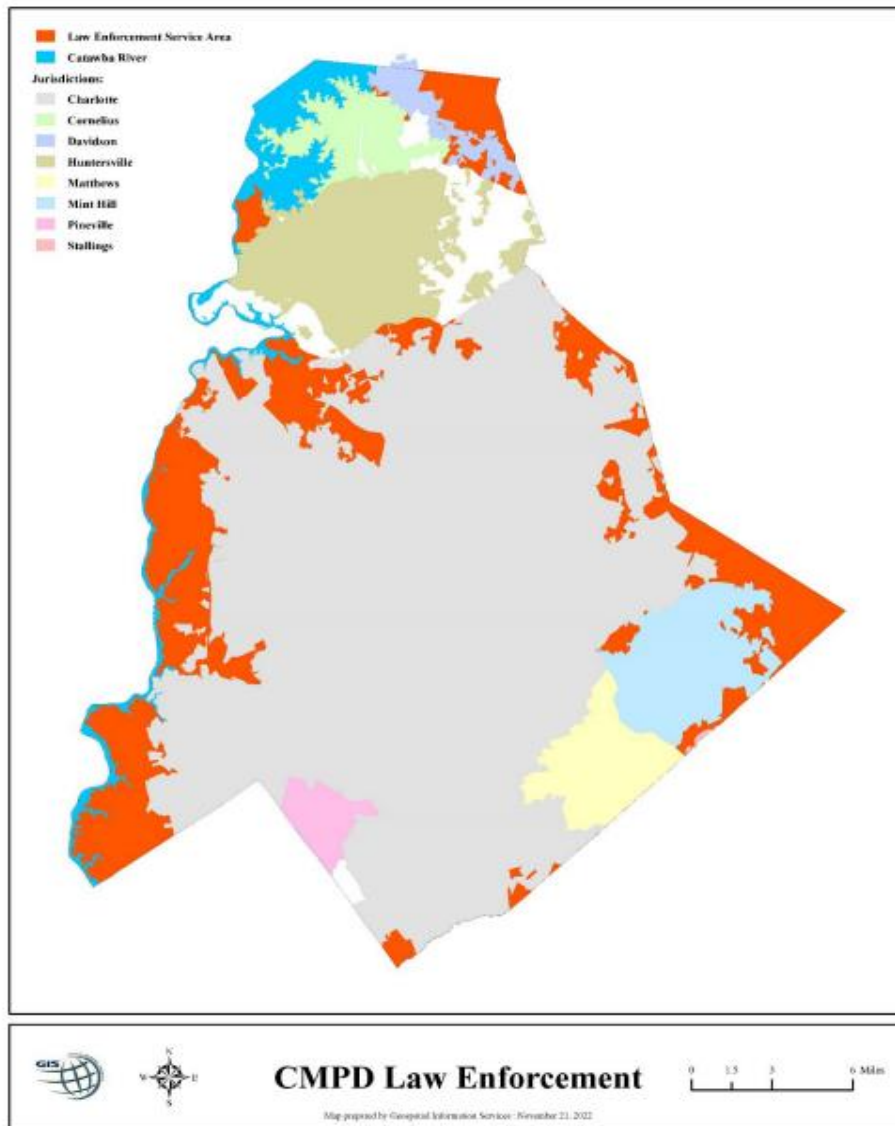 Law Enforcement Service Area
Catawba River
Jurisdictions:
Charlotte
Cornelius
Davidson
Huntersville
Matthews
Mint Hill
Pineville
Stallings
GIS
N
W E
S
CMPD Law Enforcement
0 1.5 3 6 Miles
Map prepared by Geospatial Information Services - November 21, 2022